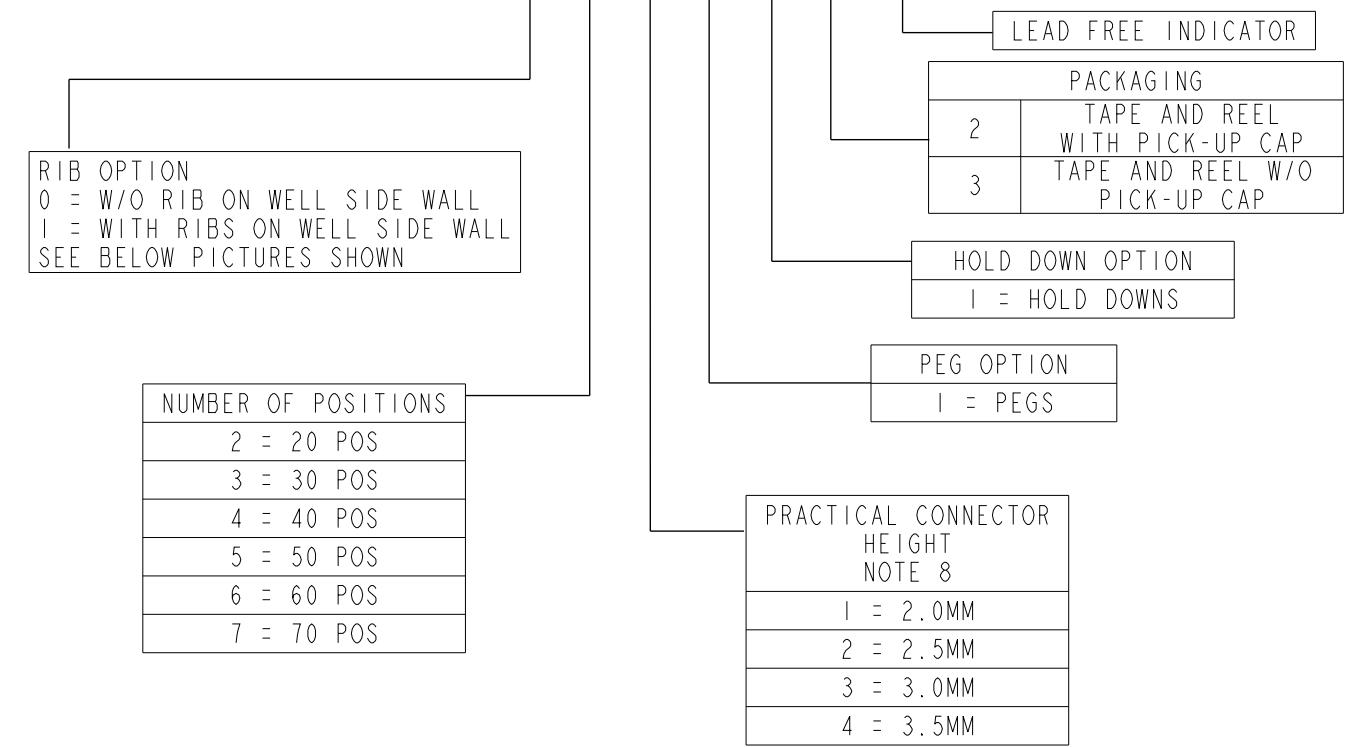 LEAD FREE INDICATOR
PACKAGING
2 TAPE AND REEL
WITH PICK-UP CAP
3 TAPE AND REEL W/O
PICK-UP CAP
RIB OPTION
0 = W/O RIB ON WELL SIDE WALL
1 = WITH RIBS ON WELL SIDE WALL
SEE BELOW PICTURES SHOWN
HOLD DOWN OPTION
1 = HOLD DOWNS
PEG OPTION
1 = PEGS
NUMBER OF POSITIONS
2 = 20 POS
3 = 30 POS
4 = 40 POS
5 = 50 POS
6 = 60 POS
7 = 70 POS
PRACTICAL CONNECTOR
HEIGHT
NOTE 8
1 = 2.0MM
2 = 2.5MM
3 = 3.0MM
4 = 3.5MM